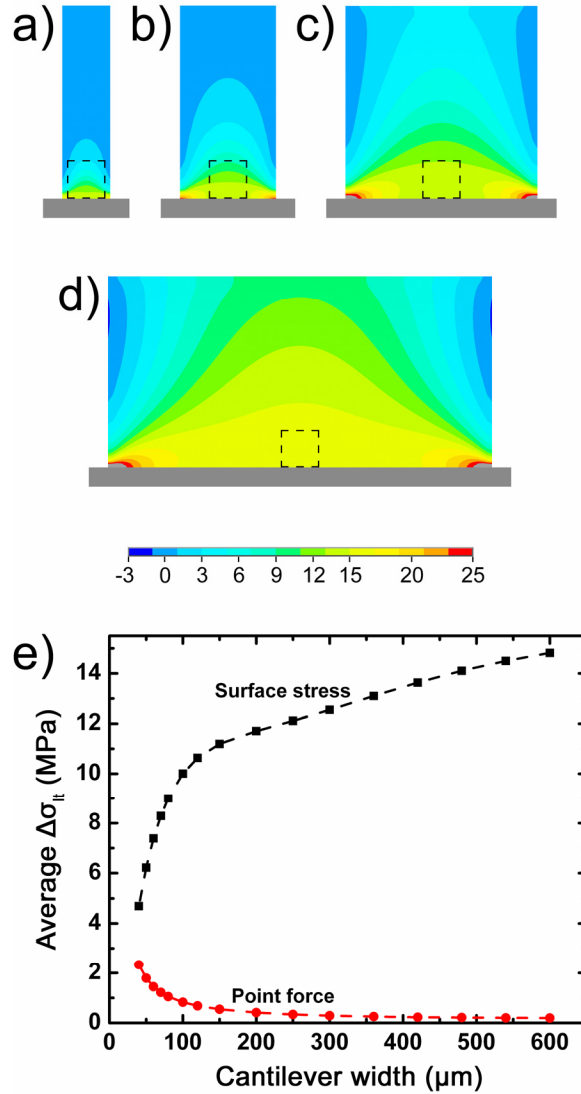 a) b) c)
d)
-3 0 3 6 9 12 15 20 25
e)
14
12
10
8
6
4
2
0
Average Δσlt (MPa)
Surface stress
Point force
0 100 200 300 400 500 600
Cantilever width (μm)